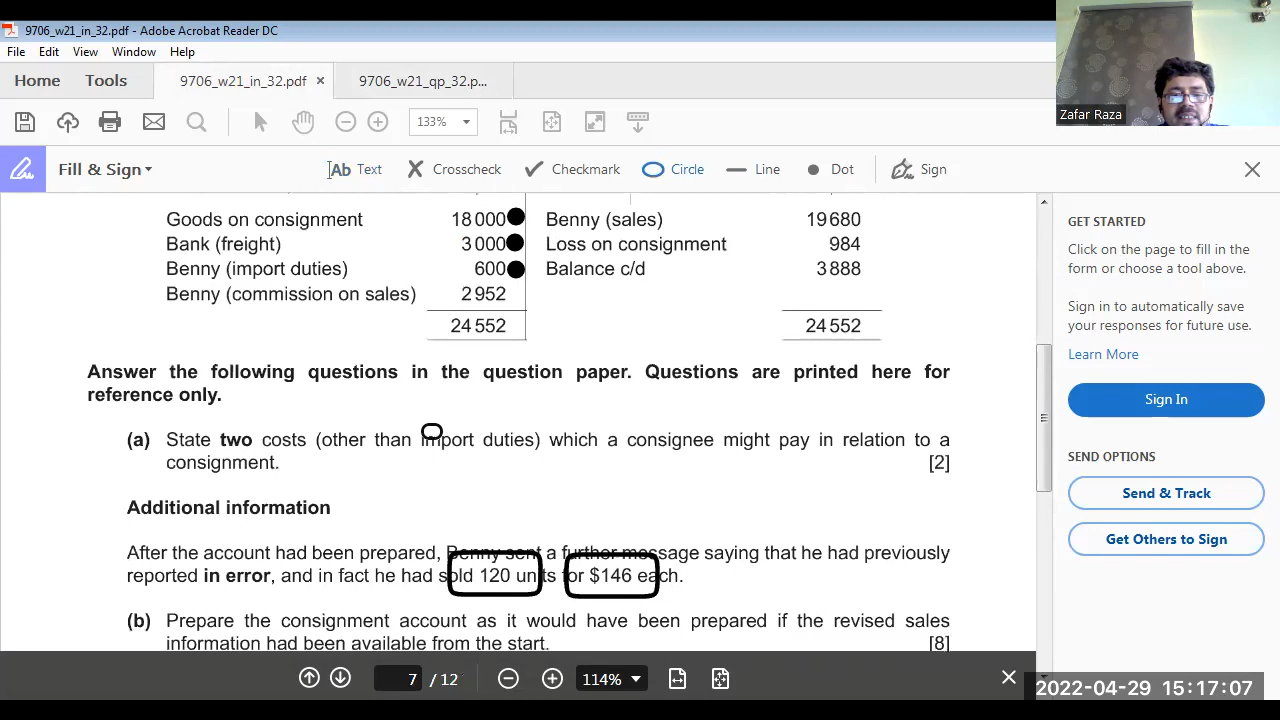 9706_w21_in_32.pdf - Adobe Acrobat Reader DC
File Edit View Window Help
Home Tools 9706_w21_in_32.pdf × 9706_w21_qp_32.p...
133%
Fill & Sign
Ab Text Crosscheck Checkmark Circle Line Dot Sign
Zafar Raza
Goods on consignment 18 000 Benny (sales) 19 680
Bank (freight) 3 000 Loss on consignment 984
Benny (import duties) 600 Balance c/d 3 888
Benny (commission on sales) 2 952
24 552 24 552
Answer the following questions in the question paper. Questions are printed here for
reference only.
(a) State two costs (other than import duties) which a consignee might pay in relation to a
consignment. [2]
Additional information
After the account had been prepared, Benny sent a further message saying that he had previously
reported in error, and in fact he had sold 120 units for $146 each.
(b) Prepare the consignment account as it would have been prepared if the revised sales
information had been available from the start. [8]
GET STARTED
Click on the page to fill in the
form or choose a tool above.
Sign in to automatically save
your responses for future use.
Learn More
Sign In
SEND OPTIONS
Send & Track
Get Others to Sign
7 / 12 114%
2022-04-29 15:17:07